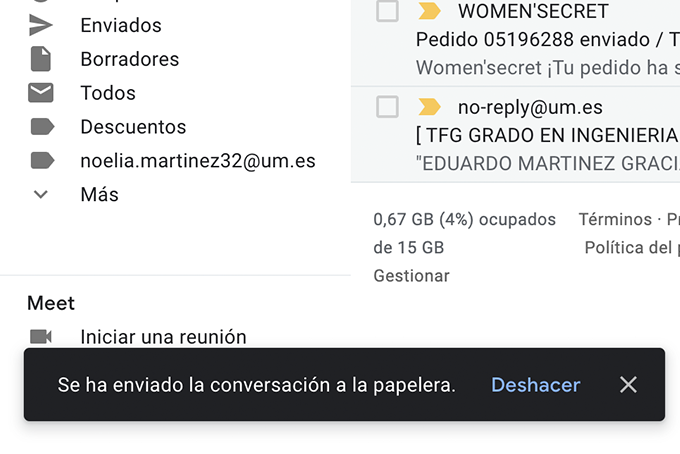 Enviados
Borradores
Todos
Descuentos
noelia.martinez32@um.es
Más
WOMEN'SECRET
Pedido 05196288 enviado / T
Women'secret ¡Tu pedido ha s
no-reply@um.es
[ TFG GRADO EN INGENIERIA
"EDUARDO MARTINEZ GRACI
0,67 GB (4%) ocupados
de 15 GB
Gestionar
Términos · P
Política del
Meet
Iniciar una reunión
Se ha enviado la conversación a la papelera. Deshacer